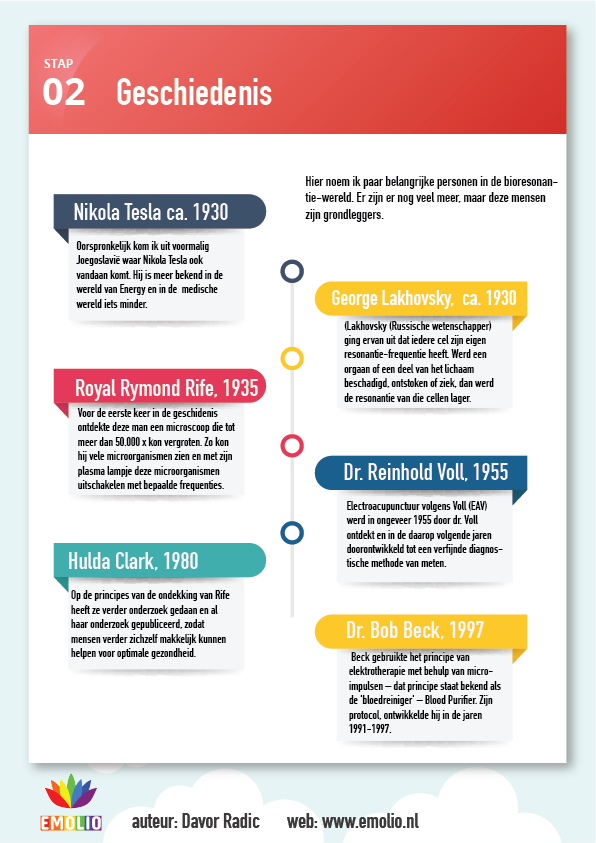 STAP
02 Geschiedenis
Hier noem ik paar belangrijke personen in de bioresonan-
tie-wereld. Er zijn er nog veel meer, maar deze mensen
zijn grondleggers.
Nikola Tesla ca. 1930
Oorspronkelijk kom ik uit voormalig
Joegoslavië waar Nikola Tesla ook
vandaan komt. Hij is meer bekend in de
wereld van Energy en in de medische
wereld iets minder.
George Lakhovsky, ca. 1930
(Lakhovsky (Russische wetenschapper)
ging ervan uit dat iedere cel zijn eigen
resonantie-frequentie heeft. Werd een
orgaan of een deel van het lichaam
beschadigd, ontstoken of ziek, dan werd
de resonantie van die cellen lager.
Royal Rymond Rife, 1935
Voor de eerste keer in de geschidenis
ontdekte deze man een microscoop die tot
meer dan 50.000 x kon vergroten. Zo kon
hij vele microorganismen zien en met zijn
plasma lampje deze microorganismen
uitschakelen met bepaalde frequenties.
Dr. Reinhold Voll, 1955
Electroacupunctuur volgens Voll (EAV)
werd in ongeveer 1955 door dr. Voll
ontdekt en in de daarop volgende jaren
doorontwikkeld tot een verfijnde diagnos-
tische methode van meten.
Hulda Clark, 1980
Op de principes van de ondekking van Rife
heeft ze verder onderzoek gedaan en al
haar onderzoek gepubliceerd, zodat
mensen verder zichzelf makkelijk kunnen
helpen voor optimale gezondheid.
Dr. Bob Beck, 1997
Beck gebruikte het principe van
elektrotherapie met behulp van micro-
impulsen – dat principe staat bekend als
de 'bloedreiniger' – Blood Purifier. Zijn
protocol, ontwikkelde hij in de jaren
1991-1997.
EMOLIO
auteur: Davor Radic web: www.emolio.nl